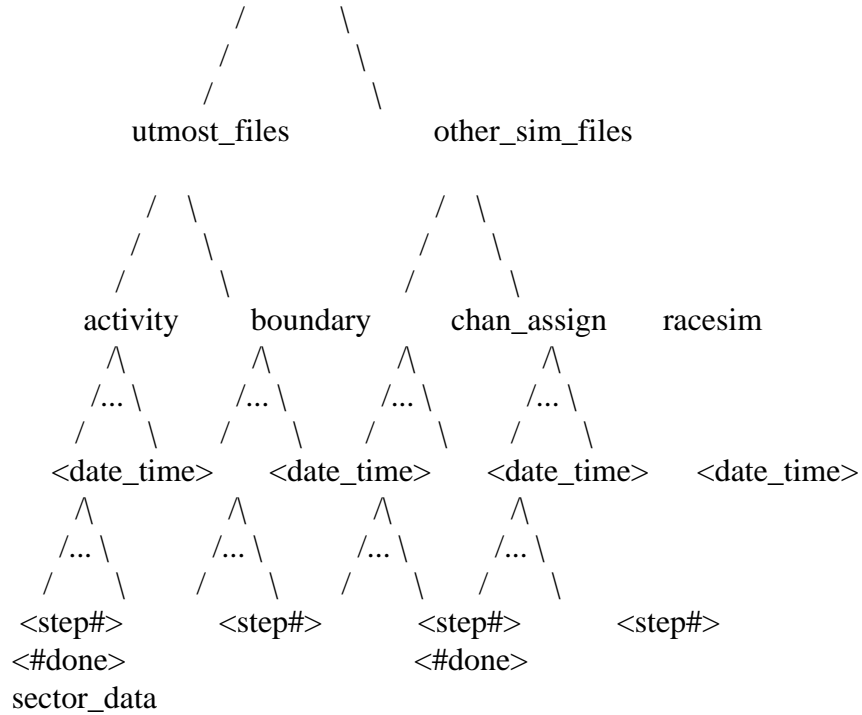 / \
/ \
/ \
utmost_files other_sim_files
/ \ / \
/ \ / \
/ \ / \
activity boundary chan_assign racesim
/\ /\ /\ /\
/...\ /...\ /...\ /...\
/ \ / \ / \ / \
<date_time> <date_time> <date_time> <date_time>
/\ /\ /\ /\
/...\ /...\ /...\ /...\
/ \ / \ / \ / \
<step#> <step#> <step#> <step#>
<#done> <#done>
sector_data